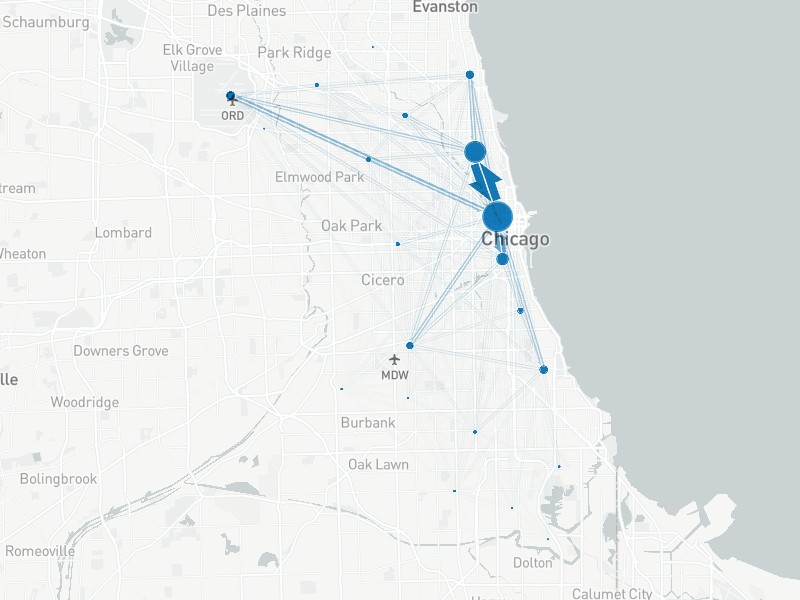 Evanston
Des Plaines
Schaumburg
Elk Grove
Village
Park Ridge
ORD
Elmwood Park
tream
Oak Park
Lombard
Chicago
Wheaton
Cicero
Downers Grove
MDW
lle
Woodridge
Burbank
Oak Lawn
Bolingbrook
Romeoville
Dolton
Calumet City